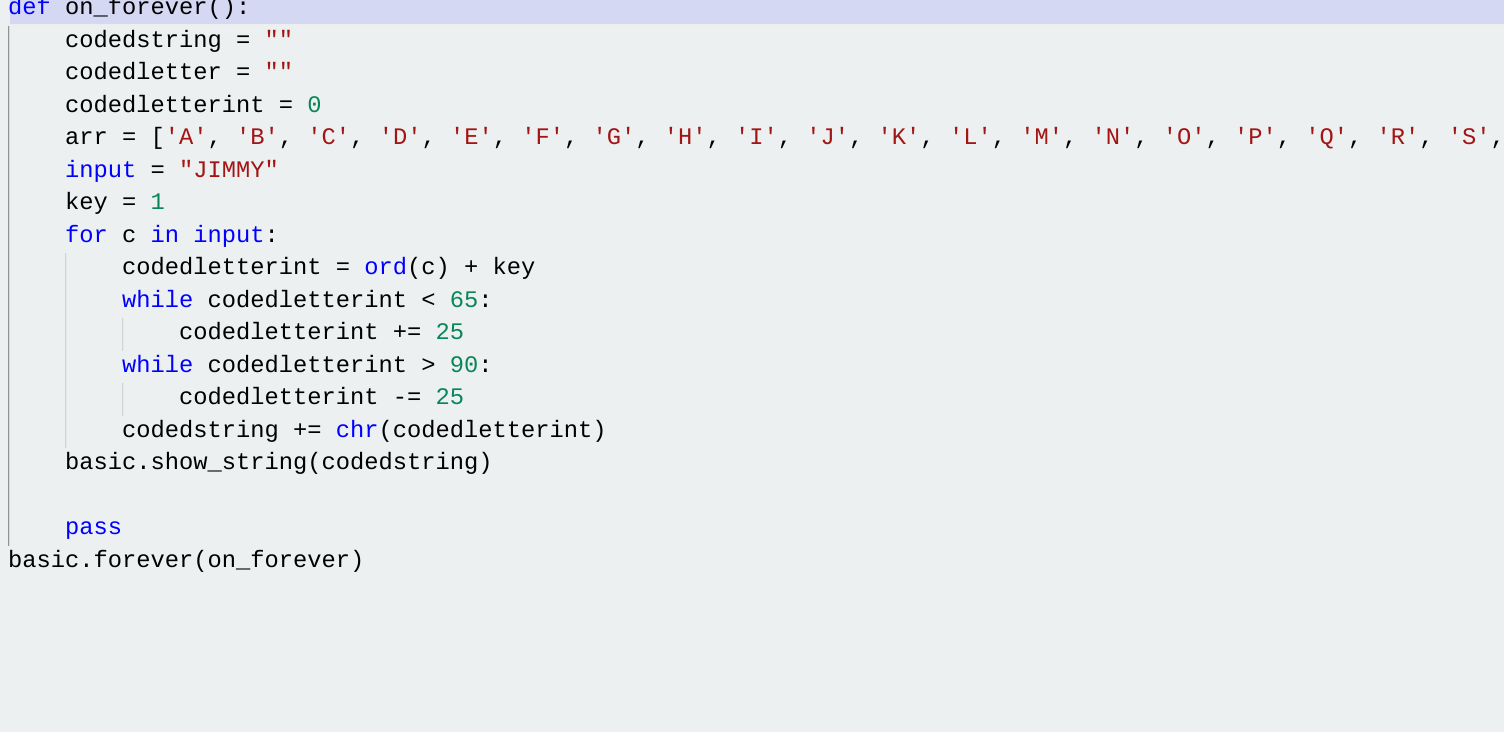 def on_forever():
    codedstring = ""
    codedletter = ""
    codedletterint = 0
    arr = ['A', 'B', 'C', 'D', 'E', 'F', 'G', 'H', 'I', 'J', 'K', 'L', 'M', 'N', 'O', 'P', 'Q', 'R', 'S',
    input = "JIMMY"
    key = 1
    for c in input:
        codedletterint = ord(c) + key
        while codedletterint < 65:
            codedletterint += 25
        while codedletterint > 90:
            codedletterint -= 25
        codedstring += chr(codedletterint)
    basic.show_string(codedstring)
    pass
basic.forever(on_forever)